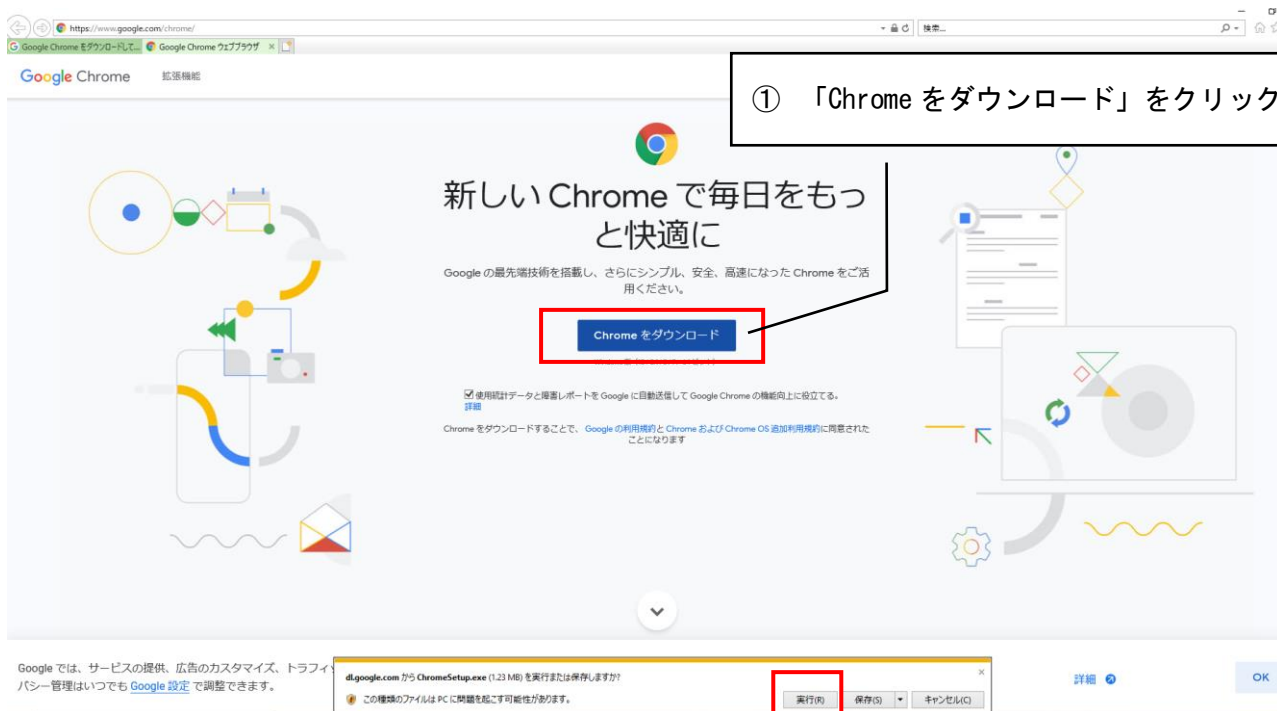 https://www.google.com/chrome/
検索...
Google Chrome をダウンロードして...
Google Chrome ウェブブラウザ
Google Chrome 拡張機能
① 「Chrome をダウンロード」をクリック
新しい Chrome で毎日をもっ
と快適に
Google の最先端技術を搭載し、さらにシンプル、安全、高速になった Chrome をご活
用ください。
Chrome をダウンロード
使用統計データと障害レポートを Google に自動送信して Google Chrome の機能向上に役立てる。
詳細
Chrome をダウンロードすることで、 Google の利用規約と Chrome および Chrome OS 追加利用規約に同意された
ことになります
Google では、サービスの提供、広告のカスタマイズ、トラフィッ
バシー管理はいつでも Google 設定 で調整できます。
詳細
OK
dl.google.com から ChromeSetup.exe (1.23 MB) を実行または保存しますか?
この種類のファイルは PC に問題を起こす可能性があります。
実行(R)
保存(S)
キャンセル(C)